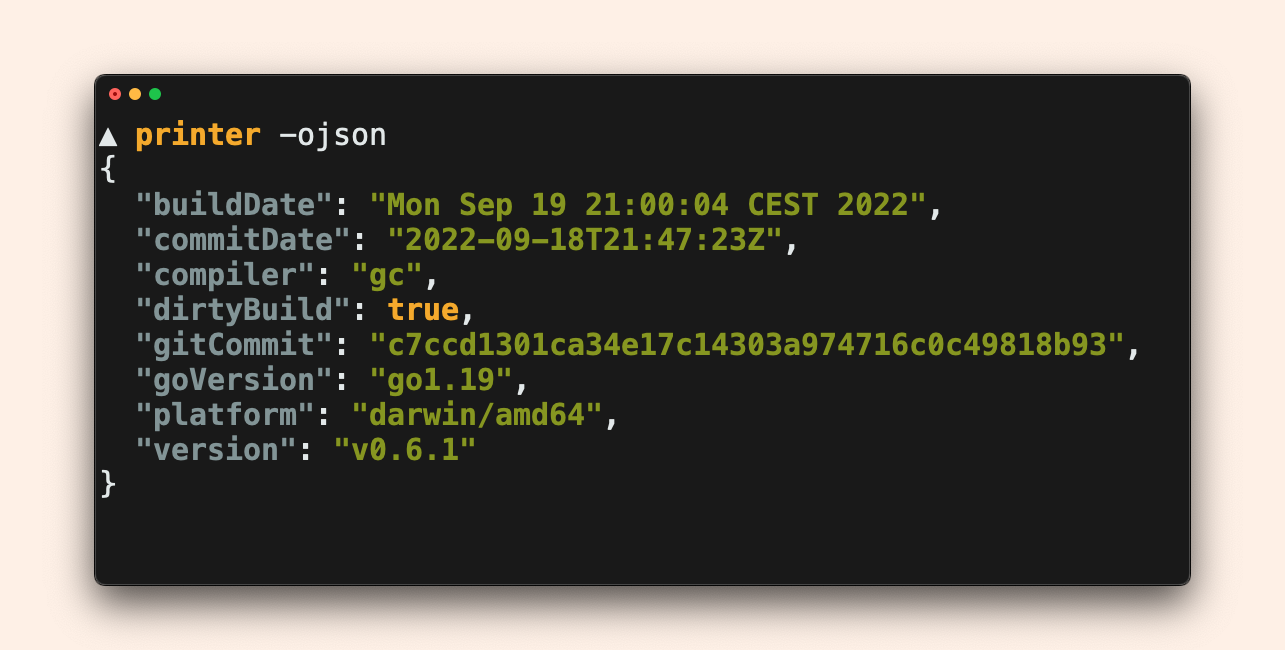 ▲ printer -ojson
{
  "buildDate": "Mon Sep 19 21:00:04 CEST 2022",
  "commitDate": "2022-09-18T21:47:23Z",
  "compiler": "gc",
  "dirtyBuild": true,
  "gitCommit": "c7ccd1301ca34e17c14303a974716c0c49818b93",
  "goVersion": "go1.19",
  "platform": "darwin/amd64",
  "version": "v0.6.1"
}